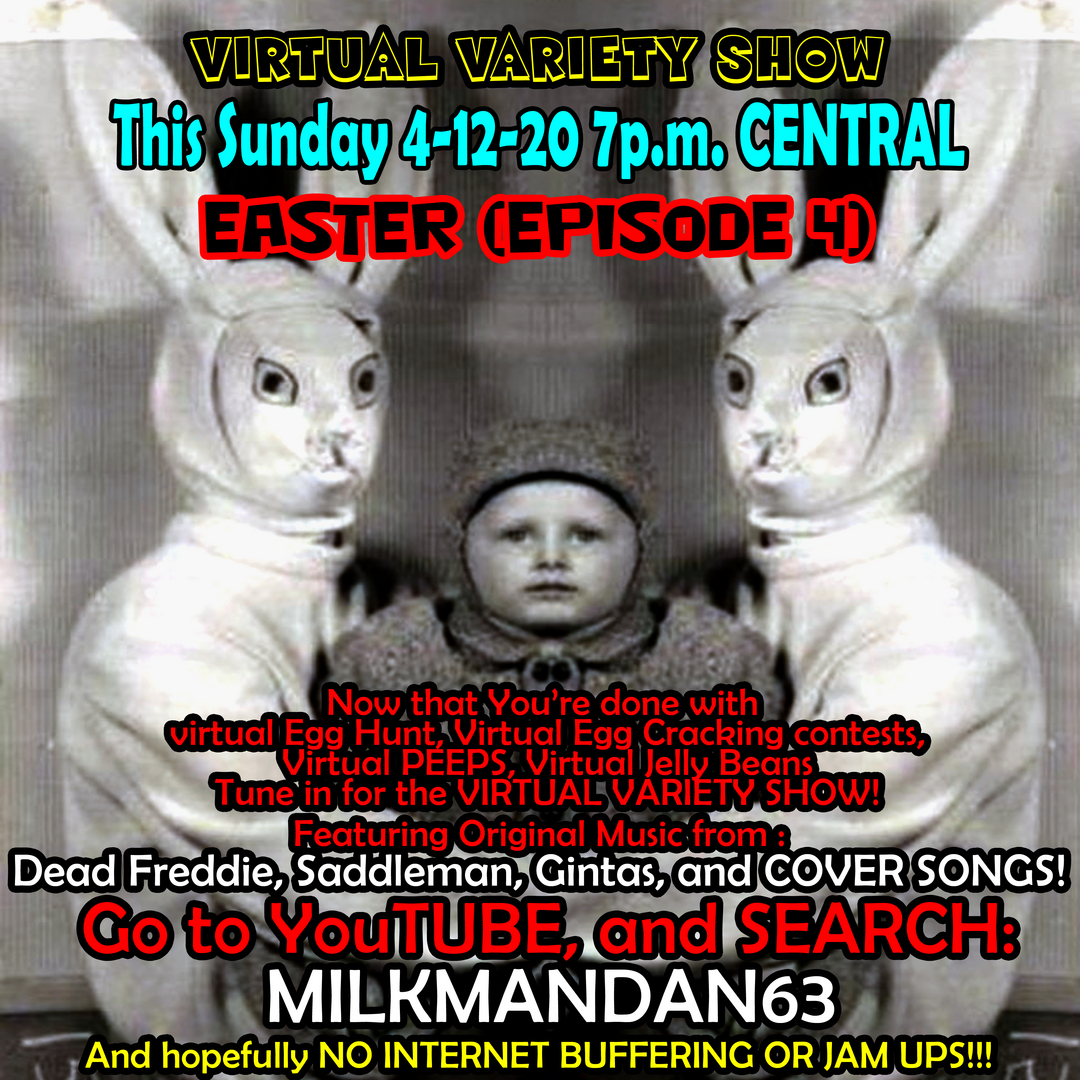 VIRTUAL VARIETY SHOW
This Sunday 4-12-20 7p.m. CENTRAL
EASTER (EPISODE 4)
Now that You're done with
virtual Egg Hunt, Virtual Egg Cracking contests,
Virtual PEEPS, Virtual Jelly Beans
Tune in for the VIRTUAL VARIETY SHOW!
Featuring Original Music from :
Dead Freddie, Saddleman, Gintas, and COVER SONGS!
Go to YouTUBE, and SEARCH:
MILKMANDAN63
And hopefully NO INTERNET BUFFERING OR JAM UPS!!!